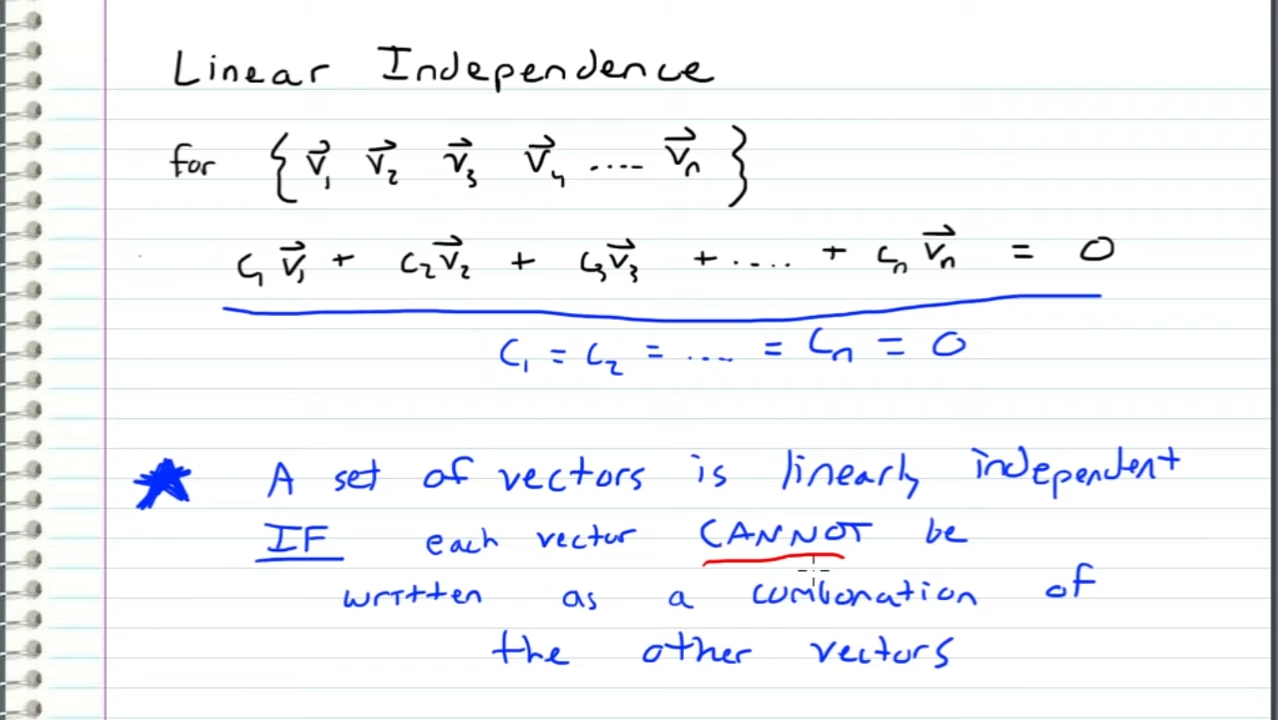 Linear Independence
for { v⃗₁ v⃗₂ v⃗₃ v⃗₄ ..... v⃗ₙ }
c₁v⃗₁ + c₂v⃗₂ + c₃v⃗₃ + ..... + cₙv⃗ₙ = 0
c₁ = c₂ = ..... = cₙ = 0
★ A set of vectors is linearly independent
IF each vector CANNOT be
written as a combonation of
the other vectors